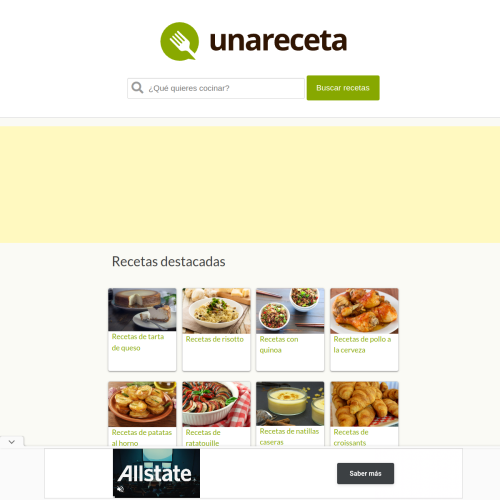 unareceta
¿Qué quieres cocinar?
Buscar recetas
Recetas destacadas
Recetas de tarta
de queso
Recetas de risotto
Recetas con
quinoa
Recetas de pollo a
la cerveza
Recetas de patatas
al horno
Recetas de
ratatouille
Recetas de natillas
caseras
Recetas de
croissants
Allstate
Saber más